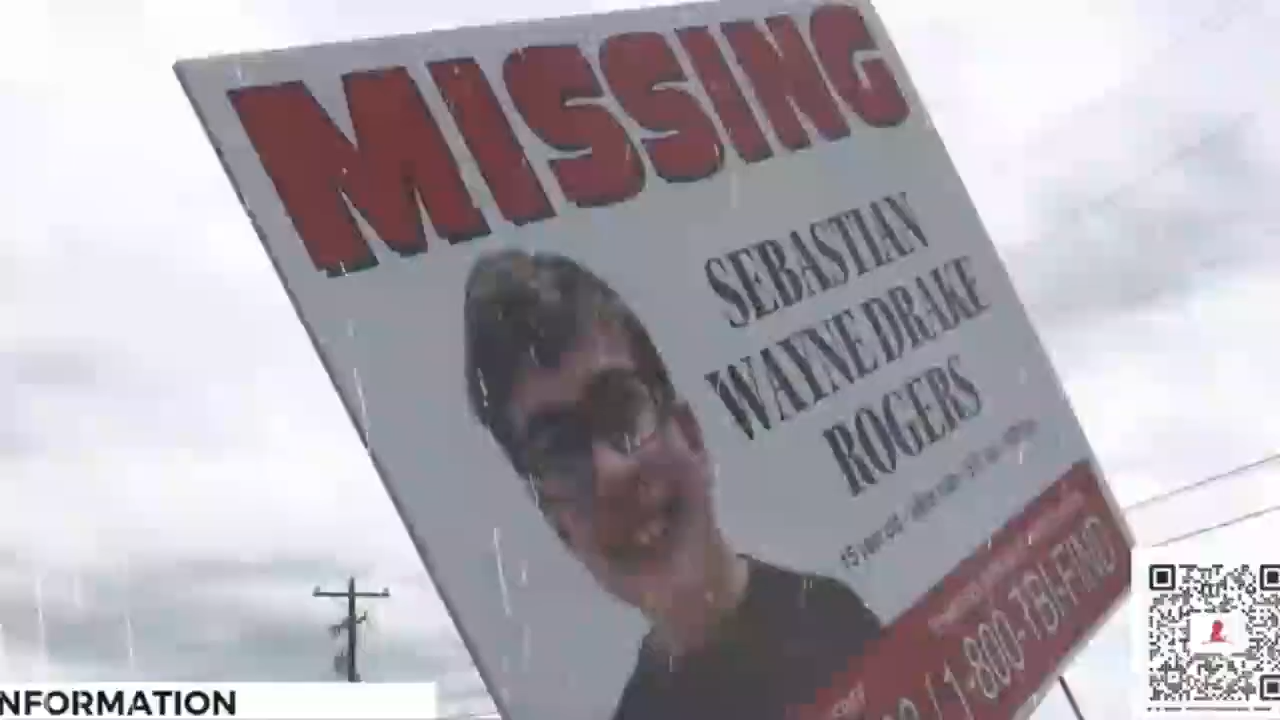 MISSING
SEBASTIAN
WAYNE DRAKE
ROGERS
/ 1-800-TBI-FIND
NFORMATION